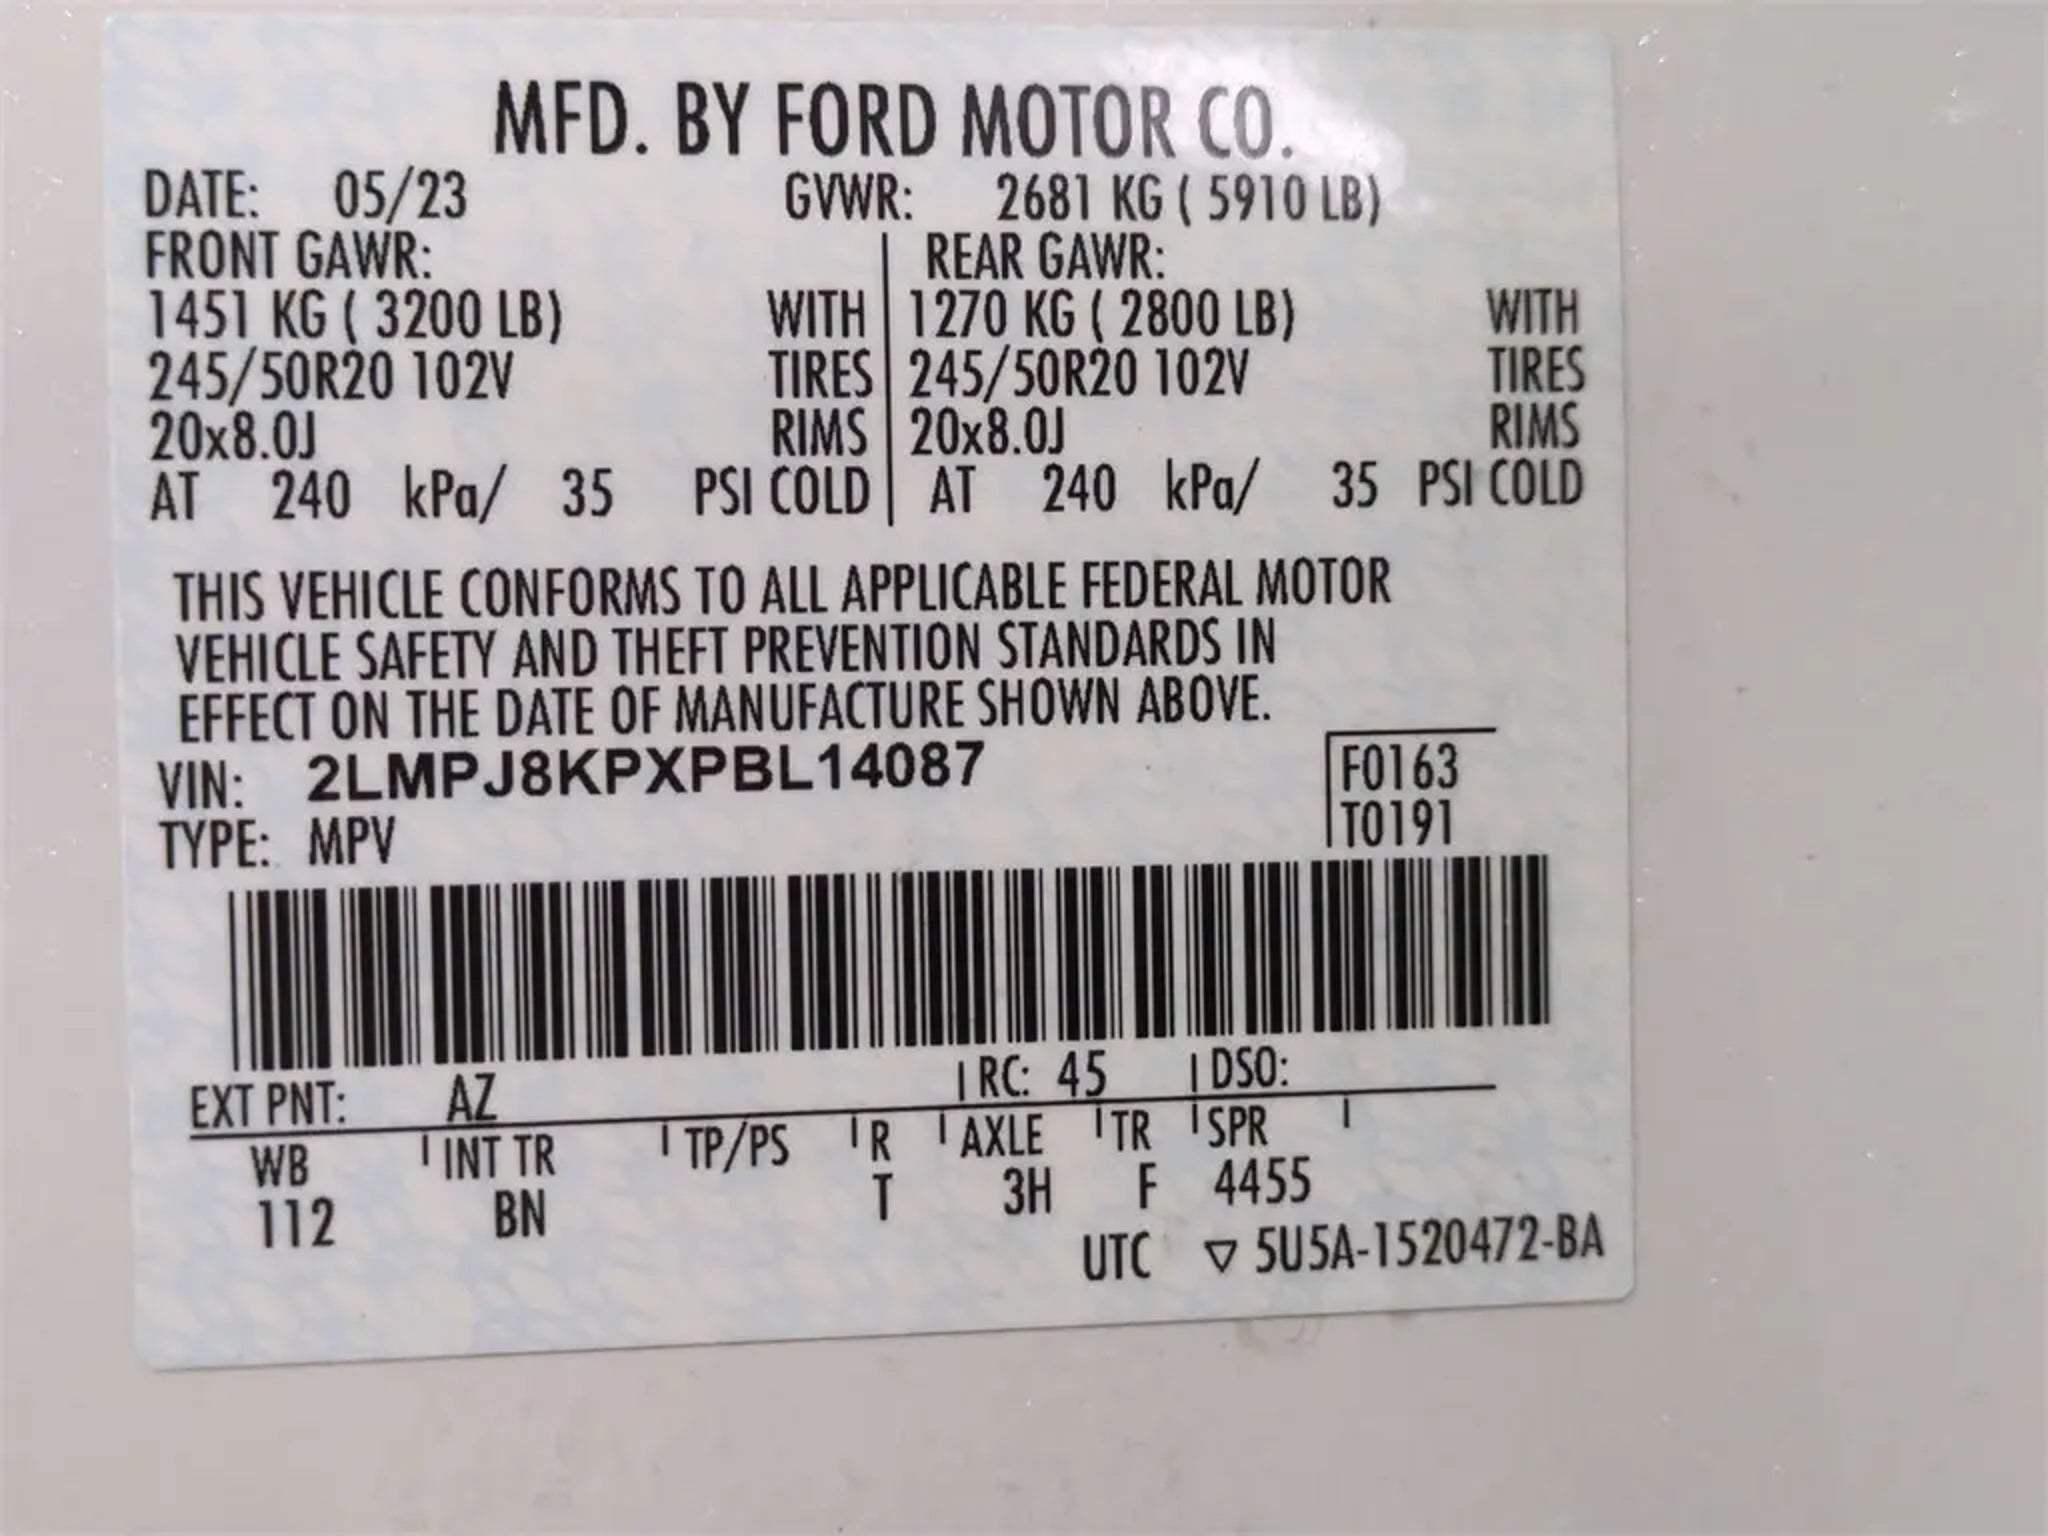 MFD. BY FORD MOTOR CO.
DATE: 05/23 GVWR: 2681 KG ( 5910 LB)
FRONT GAWR: REAR GAWR:
1451 KG ( 3200 LB) WITH 1270 KG ( 2800 LB) WITH
245/50R20 102V TIRES 245/50R20 102V TIRES
20x8.0J RIMS 20x8.0J RIMS
AT 240 kPa/ 35 PSI COLD AT 240 kPa/ 35 PSI COLD
THIS VEHICLE CONFORMS TO ALL APPLICABLE FEDERAL MOTOR
VEHICLE SAFETY AND THEFT PREVENTION STANDARDS IN
EFFECT ON THE DATE OF MANUFACTURE SHOWN ABOVE.
VIN: 2LMPJ8KPXPBL14087 F0163
TYPE: MPV T0191
EXT PNT: AZ RC: 45 DSO:
WB INT TR TP/PS R AXLE TR SPR
112 BN T 3H F 4455
UTC ▽ 5U5A-1520472-BA